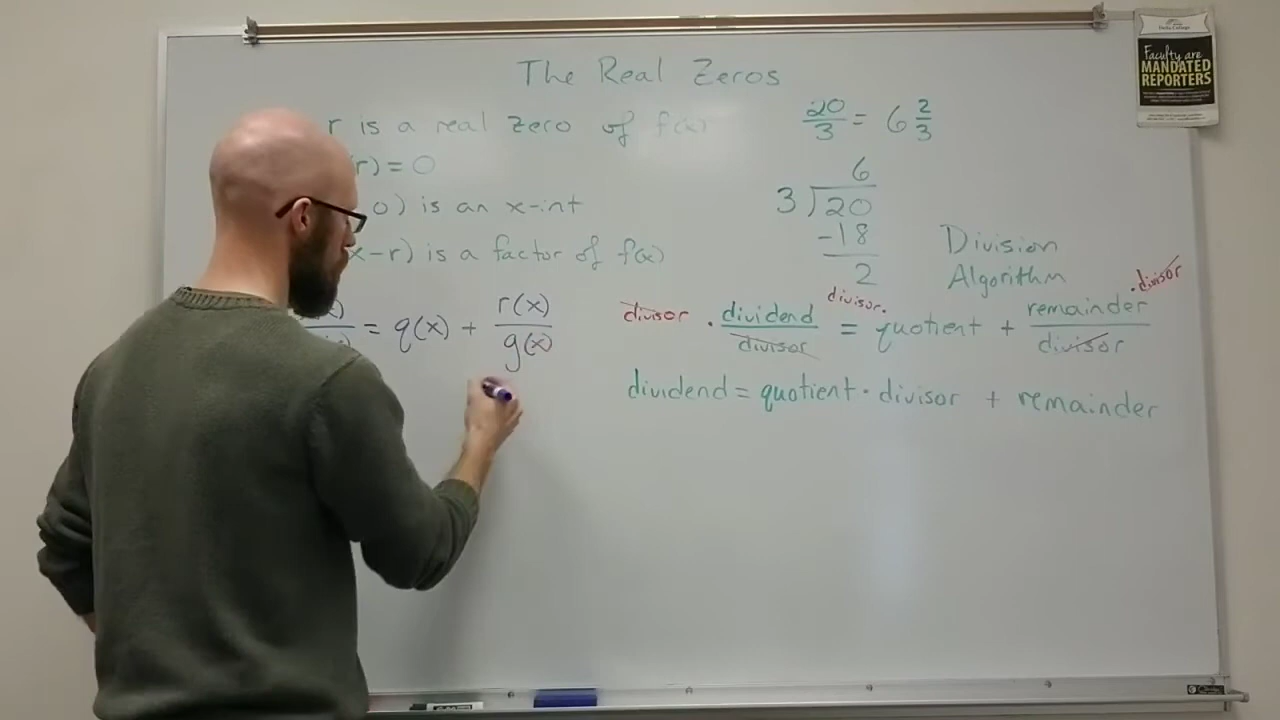 The Real Zeros
r is a real zero of f(x)
r) = 0
0) is an x-int
x-r) is a factor of f(x)
= q(x) + r(x)/g(x)
20/3 = 6 2/3
6
3 20
-18
2
Division
Algorithm
divisor · dividend/divisor = divisor · quotient + remainder/divisor · divisor
dividend = quotient · divisor + remainder
Faculty are
MANDATED
REPORTERS